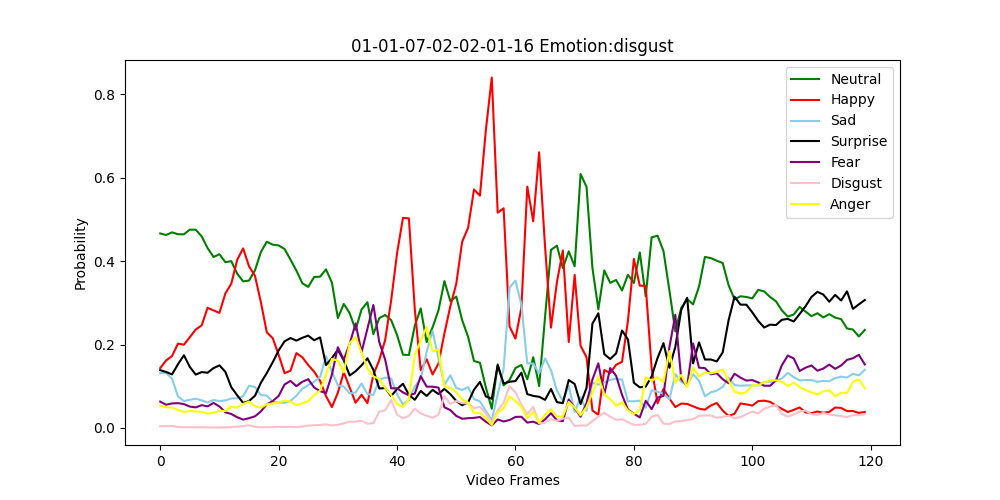 01-01-07-02-02-01-16 Emotion:disgust
Neutral
Happy
Sad
Surprise
Fear
Disgust
Anger
Probability
0.8
0.6
0.4
0.2
0.0
0 20 40 60 80 100 120
Video Frames